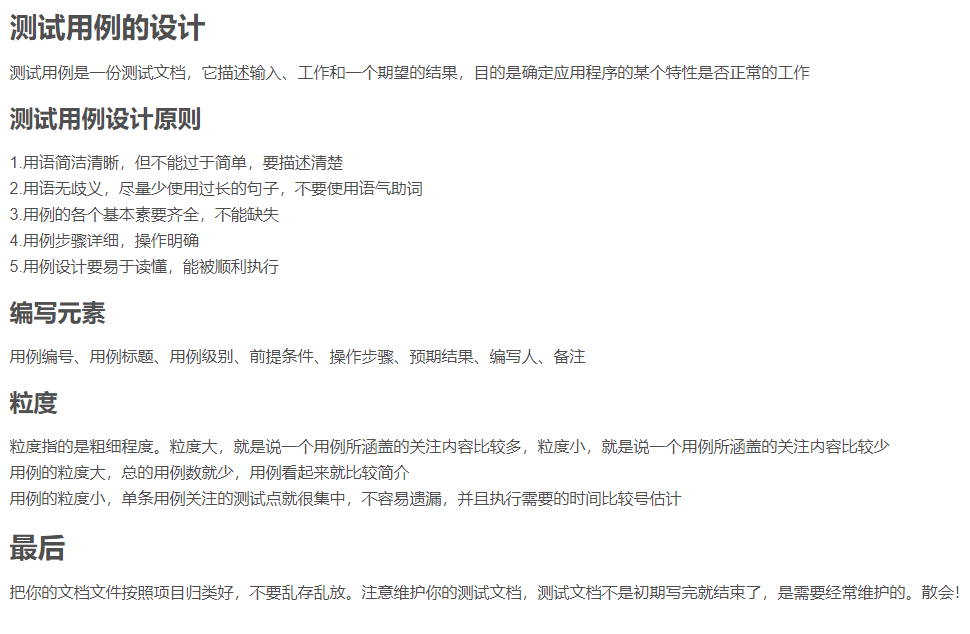 测试用例的设计
测试用例是一份测试文档，它描述输入、工作和一个期望的结果，目的是确定应用程序的某个特性是否正常的工作
测试用例设计原则
1.用语简洁清晰，但不能过于简单，要描述清楚
2.用语无歧义，尽量少使用过长的句子，不要使用语气助词
3.用例的各个基本素要齐全，不能缺失
4.用例步骤详细，操作明确
5.用例设计要易于读懂，能被顺利执行
编写元素
用例编号、用例标题、用例级别、前提条件、操作步骤、预期结果、编写人、备注
粒度
粒度指的是粗细程度。粒度大，就是说一个用例所涵盖的关注内容比较多，粒度小，就是说一个用例所涵盖的关注内容比较少
用例的粒度大，总的用例数就少，用例看起来就比较简介
用例的粒度小，单条用例关注的测试点就很集中，不容易遗漏，并且执行需要的时间比较号估计
最后
把你的文档文件按照项目归类好，不要乱存乱放。注意维护你的测试文档，测试文档不是初期写完就结束了，是需要经常维护的。散会！